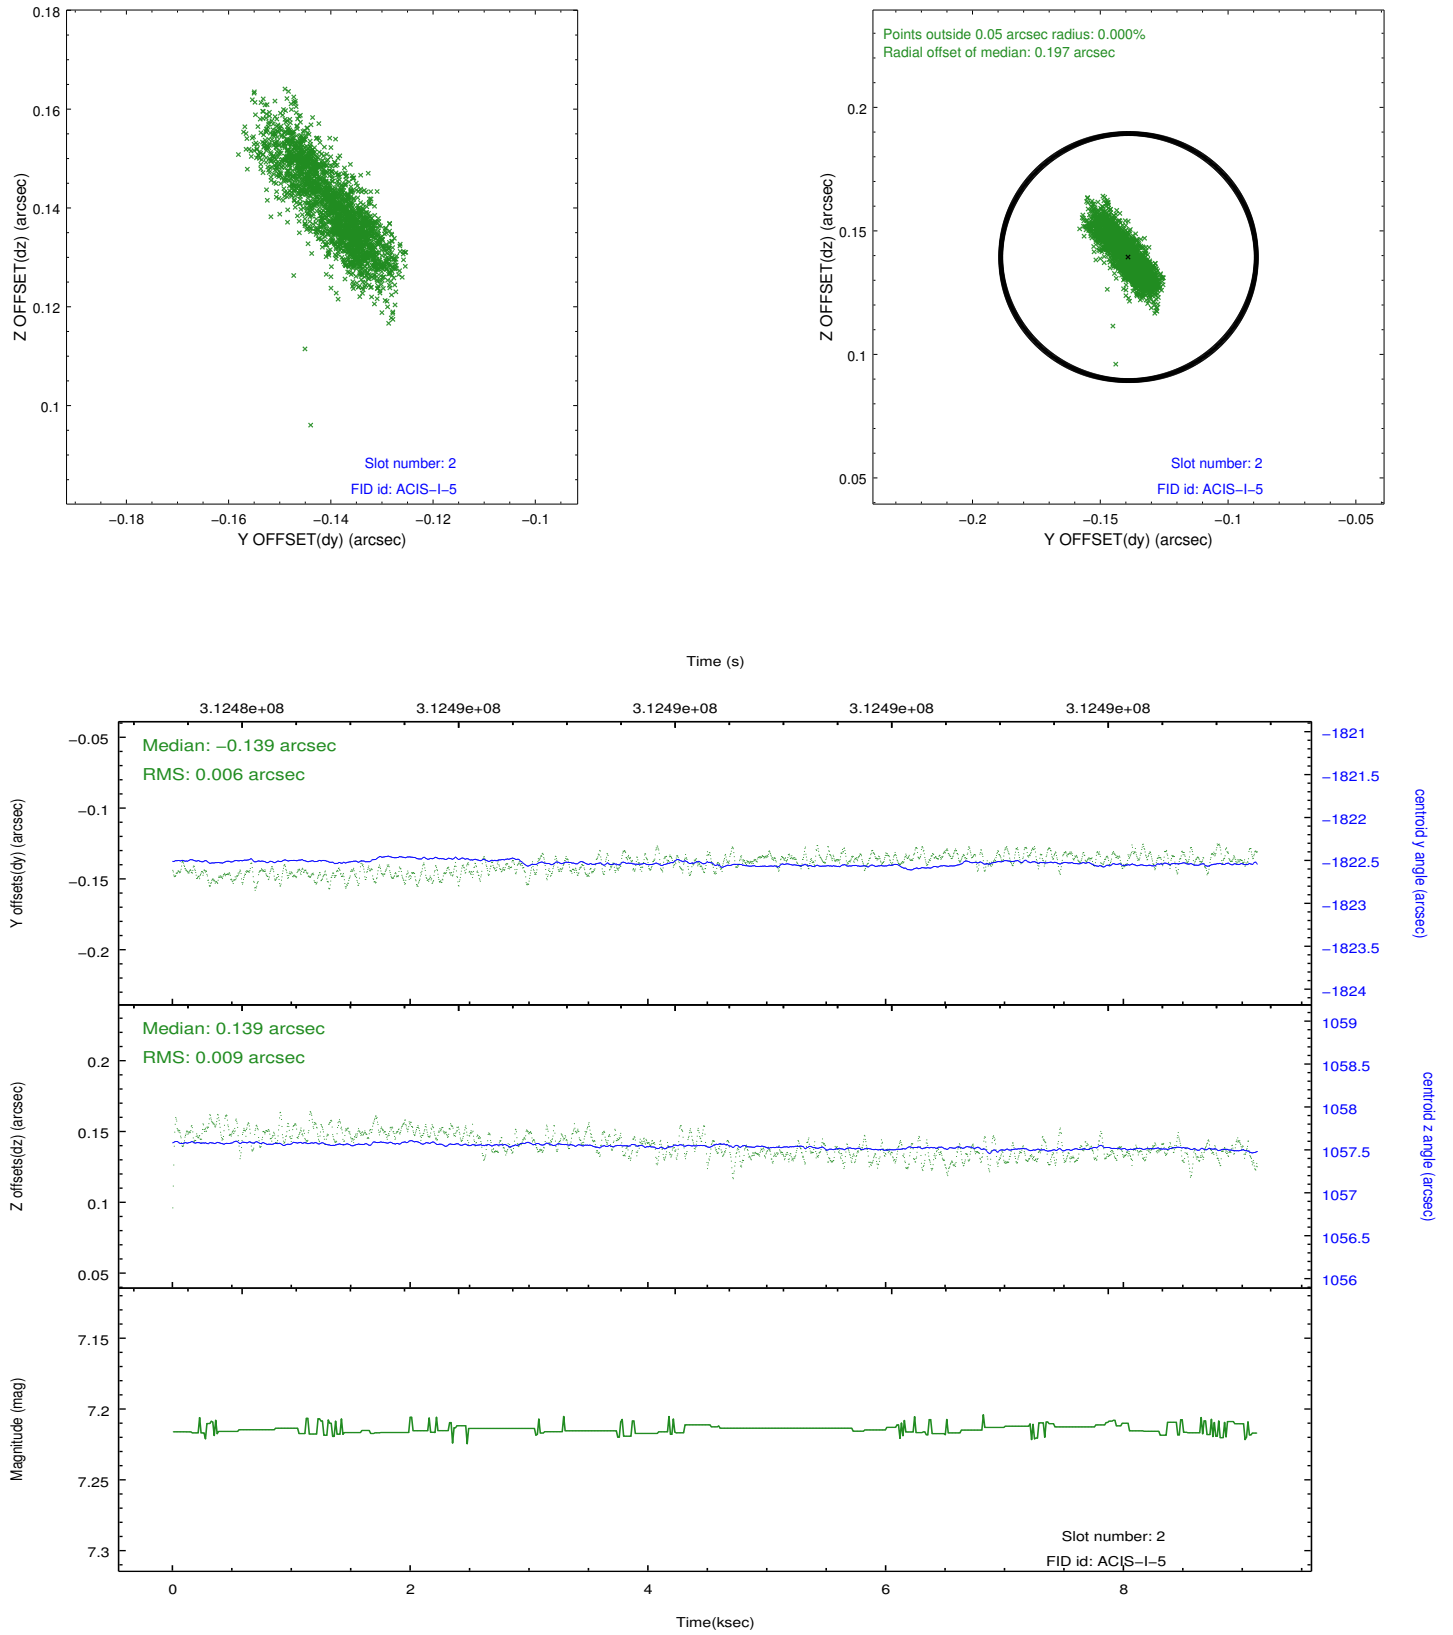 0.18
0.16
0.14
0.12
0.1
Z OFFSET(dz) (arcsec)
Slot number: 2
FID id: ACIS−I−5
−0.18
−0.16
−0.14
−0.12
−0.1
Y OFFSET(dy) (arcsec)
Points outside 0.05 arcsec radius: 0.000%
Radial offset of median: 0.197 arcsec
0.2
0.15
0.1
0.05
Z OFFSET(dz) (arcsec)
Slot number: 2
FID id: ACIS−I−5
−0.2
−0.15
−0.1
−0.05
Y OFFSET(dy) (arcsec)
Time (s)
3.1248e+08
3.1249e+08
3.1249e+08
3.1249e+08
3.1249e+08
Median: −0.139 arcsec
RMS: 0.006 arcsec
−0.05
−0.1
−0.15
−0.2
Y offsets(dy) (arcsec)
−1821
−1821.5
−1822
−1822.5
−1823
−1823.5
−1824
centroid y angle (arcsec)
Median: 0.139 arcsec
RMS: 0.009 arcsec
0.2
0.15
0.1
0.05
Z offsets(dz) (arcsec)
1059
1058.5
1058
1057.5
1057
1056.5
1056
centroid z angle (arcsec)
7.15
7.2
7.25
7.3
Magnitude (mag)
Slot number: 2
FID id: ACIS−I−5
0
2
4
6
8
Time(ksec)